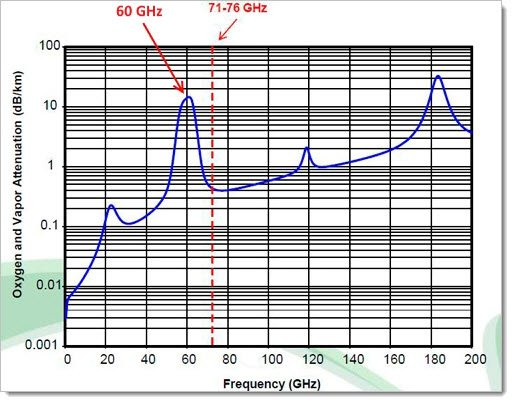 60 GHz
71-76 GHz
Oxygen and Vapor Attenuation (dB/km)
100
10
1
0.1
0.01
0.001
0 20 40 60 80 100 120 140 160 180 200
Frequency (GHz)